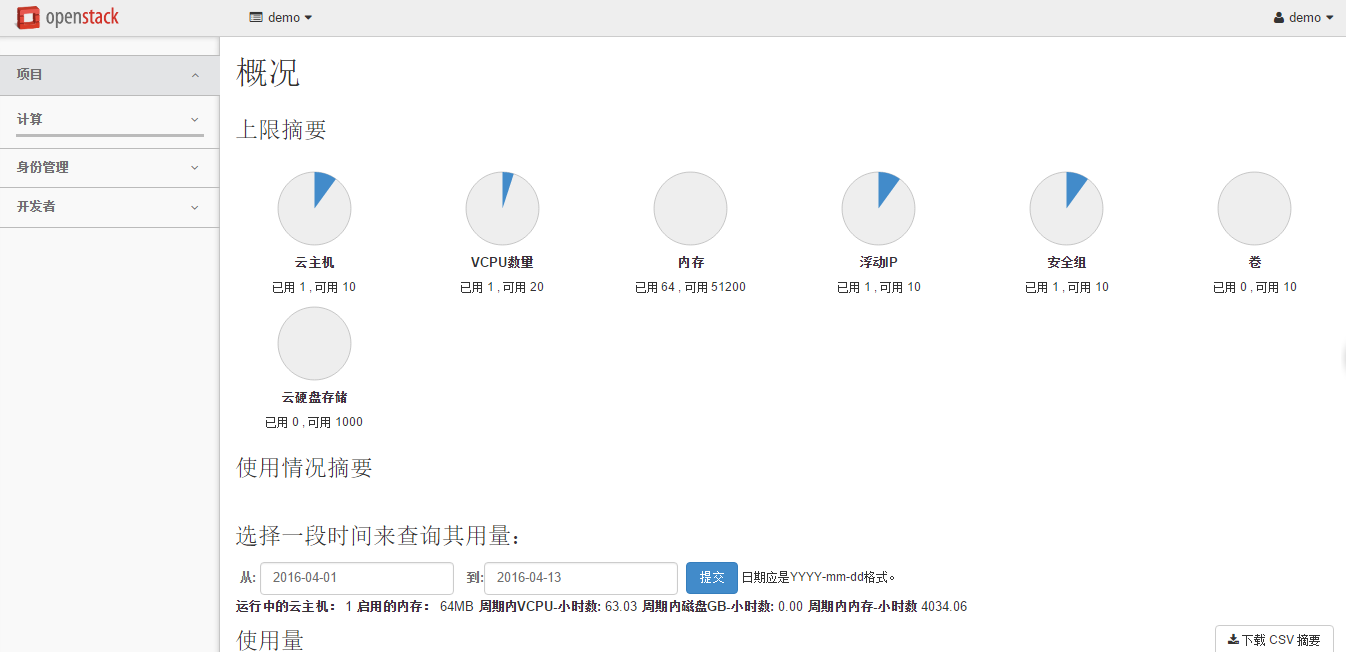 openstack demo demo
项目
计算
身份管理
开发者
概况
上限摘要
云主机 VCPU数量 内存 浮动IP 安全组 卷
已用 1 , 可用 10 已用 1 , 可用 20 已用 64 , 可用 51200 已用 1 , 可用 10 已用 1 , 可用 10 已用 0 , 可用 10
云硬盘存储
已用 0 , 可用 1000
使用情况摘要
选择一段时间来查询其用量:
从: 2016-04-01 到: 2016-04-13 提交 日期应是YYYY-mm-dd格式。
运行中的云主机: 1 启用的内存: 64MB 周期内VCPU-小时数: 63.03 周期内磁盘GB-小时数: 0.00 周期内内存-小时数 4034.06
使用量 下载 CSV 摘要